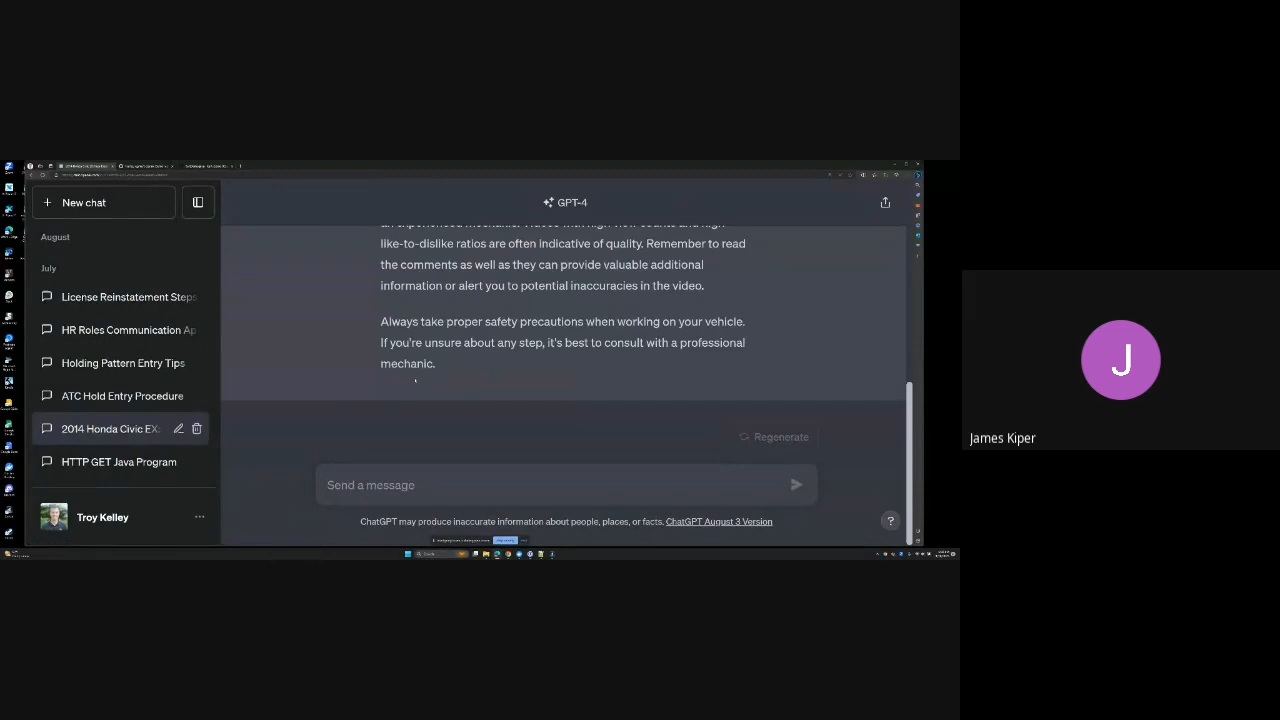 New chat
GPT-4
August
July
License Reinstatement Steps
HR Roles Communication Ap
Holding Pattern Entry Tips
ATC Hold Entry Procedure
2014 Honda Civic EX
HTTP GET Java Program
Troy Kelley
like-to-dislike ratios are often indicative of quality. Remember to read
the comments as well as they can provide valuable additional
information or alert you to potential inaccuracies in the video.
Always take proper safety precautions when working on your vehicle.
If you're unsure about any step, it's best to consult with a professional
mechanic.
Regenerate
Send a message
ChatGPT may produce inaccurate information about people, places, or facts. ChatGPT August 3 Version
?
J
James Kiper